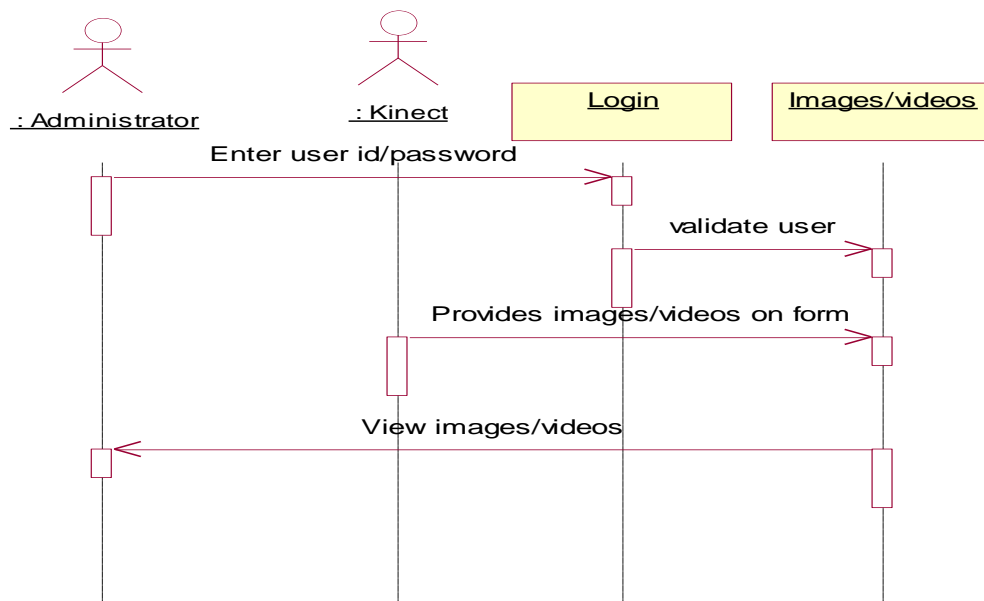 : Administrator
: Kinect
Login
Images/videos
Enter user id/password
validate user
Provides images/videos on form
View images/videos